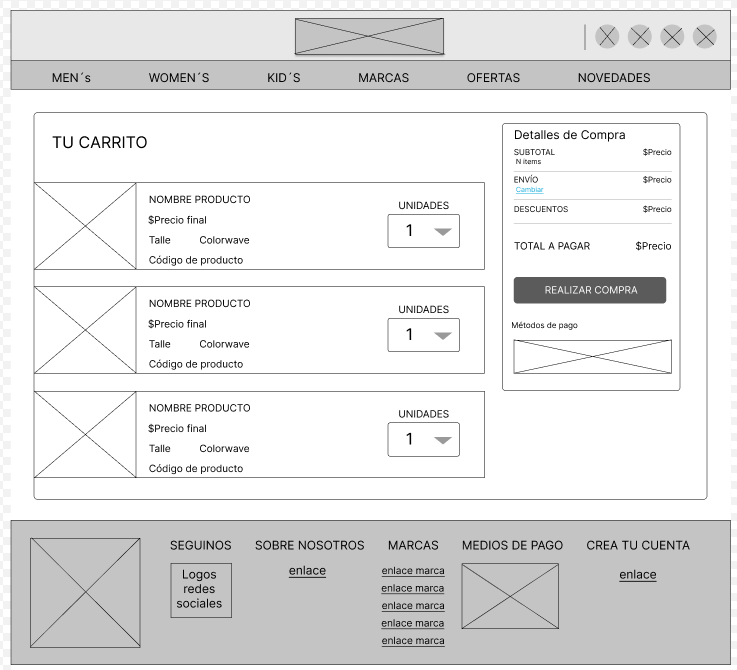 MEN´s WOMEN´S KID´S MARCAS OFERTAS NOVEDADES
TU CARRITO
NOMBRE PRODUCTO
$Precio final
Talle Colorwave
Código de producto
UNIDADES
1
NOMBRE PRODUCTO
$Precio final
Talle Colorwave
Código de producto
UNIDADES
1
NOMBRE PRODUCTO
$Precio final
Talle Colorwave
Código de producto
UNIDADES
1
Detalles de Compra
SUBTOTAL $Precio
N items
ENVÍO $Precio
Cambiar
DESCUENTOS $Precio
TOTAL A PAGAR $Precio
REALIZAR COMPRA
Métodos de pago
SEGUINOS
Logos
redes
sociales
SOBRE NOSOTROS
enlace
MARCAS
enlace marca
enlace marca
enlace marca
enlace marca
enlace marca
MEDIOS DE PAGO
CREA TU CUENTA
enlace